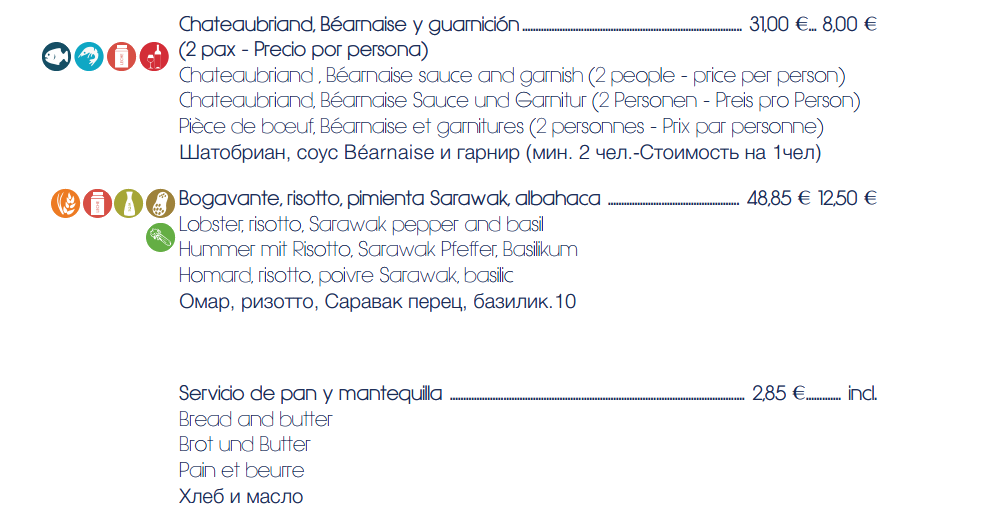 Chateaubriand, Béarnaise y guarnición ........ 31,00 €... 8,00 €
(2 pax - Precio por persona)
Chateaubriand , Béarnaise sauce and garnish (2 people - price per person)
Chateaubriand, Béarnaise Sauce und Garnitur (2 Personen - Preis pro Person)
Pièce de bœuf, Béarnaise et garnitures (2 personnes - Prix par personne)
Шатобриан, соус Béarnaise и гарнир (мин. 2 чел.-Стоимость на 1чел)
Bogavante, risotto, pimienta Sarawak, albahaca ........ 48,85 € 12,50 €
Lobster, risotto, Sarawak pepper and basil
Hummer mit Risotto, Sarawak Pfeffer, Basilikum
Homard, risotto, poivre Sarawak, basilic
Омар, ризотто, Саравак перец, базилик.10
Servicio de pan y mantequilla ........ 2,85 €........ incl.
Bread and butter
Brot und Butter
Pain et beurre
Хлеб и масло